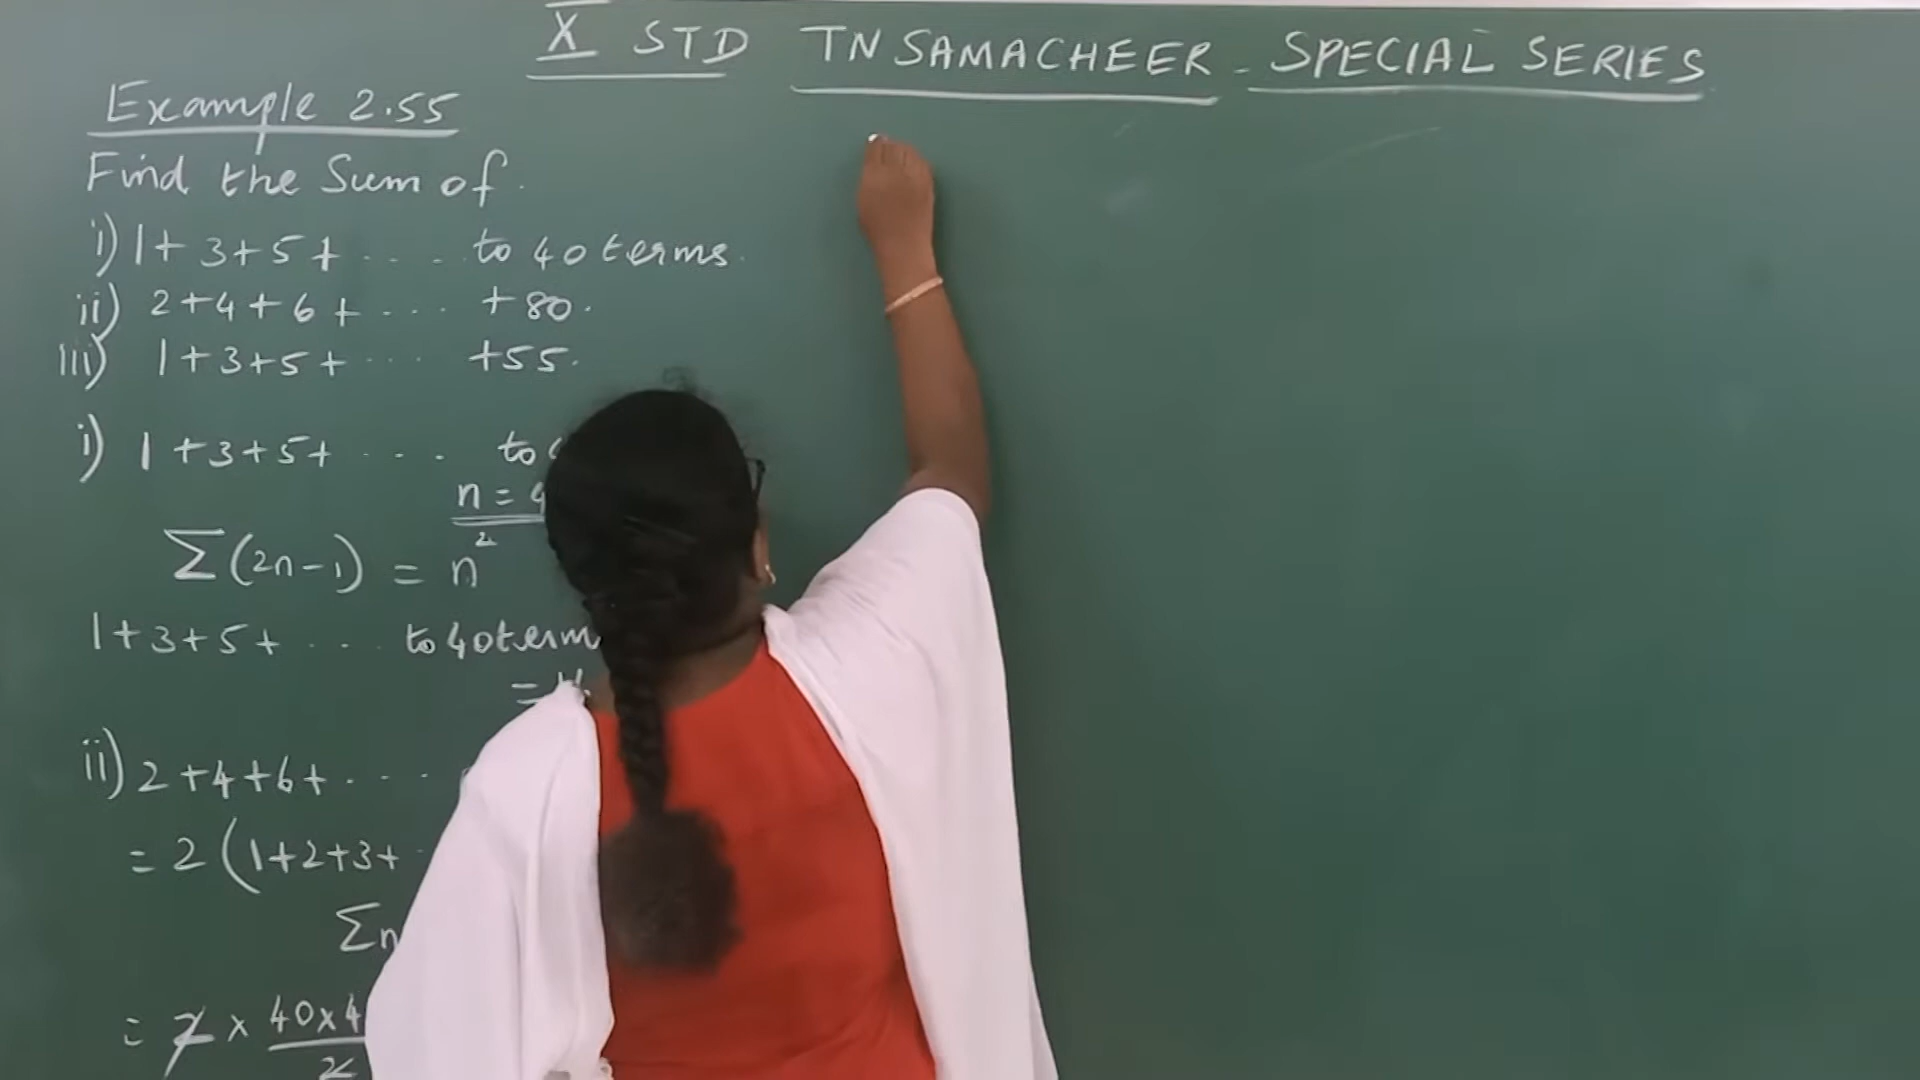 X STD TN SAMACHEER - SPECIAL SERIES
Example 2.55
Find the Sum of.
i) 1+3+5+ .... to 40 terms.
ii) 2+4+6+ .... +80.
iii) 1+3+5+ .... +55.
i) 1+3+5+ ... to
n =
Σ(2n-1) = n²
1+3+5+ ... to 40 term
=
ii) 2+4+6+ ....
= 2(1+2+3+
Σn
= 2 × 40×4
2